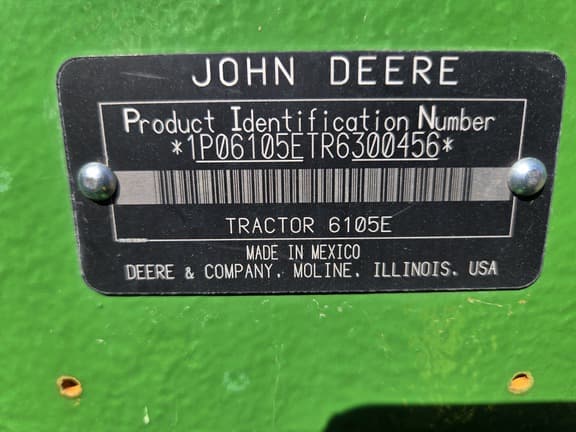 JOHN DEERE
Product Identification Number
*1P06105ETR6300456*
TRACTOR 6105E
MADE IN MEXICO
DEERE & COMPANY, MOLINE, ILLINOIS, USA